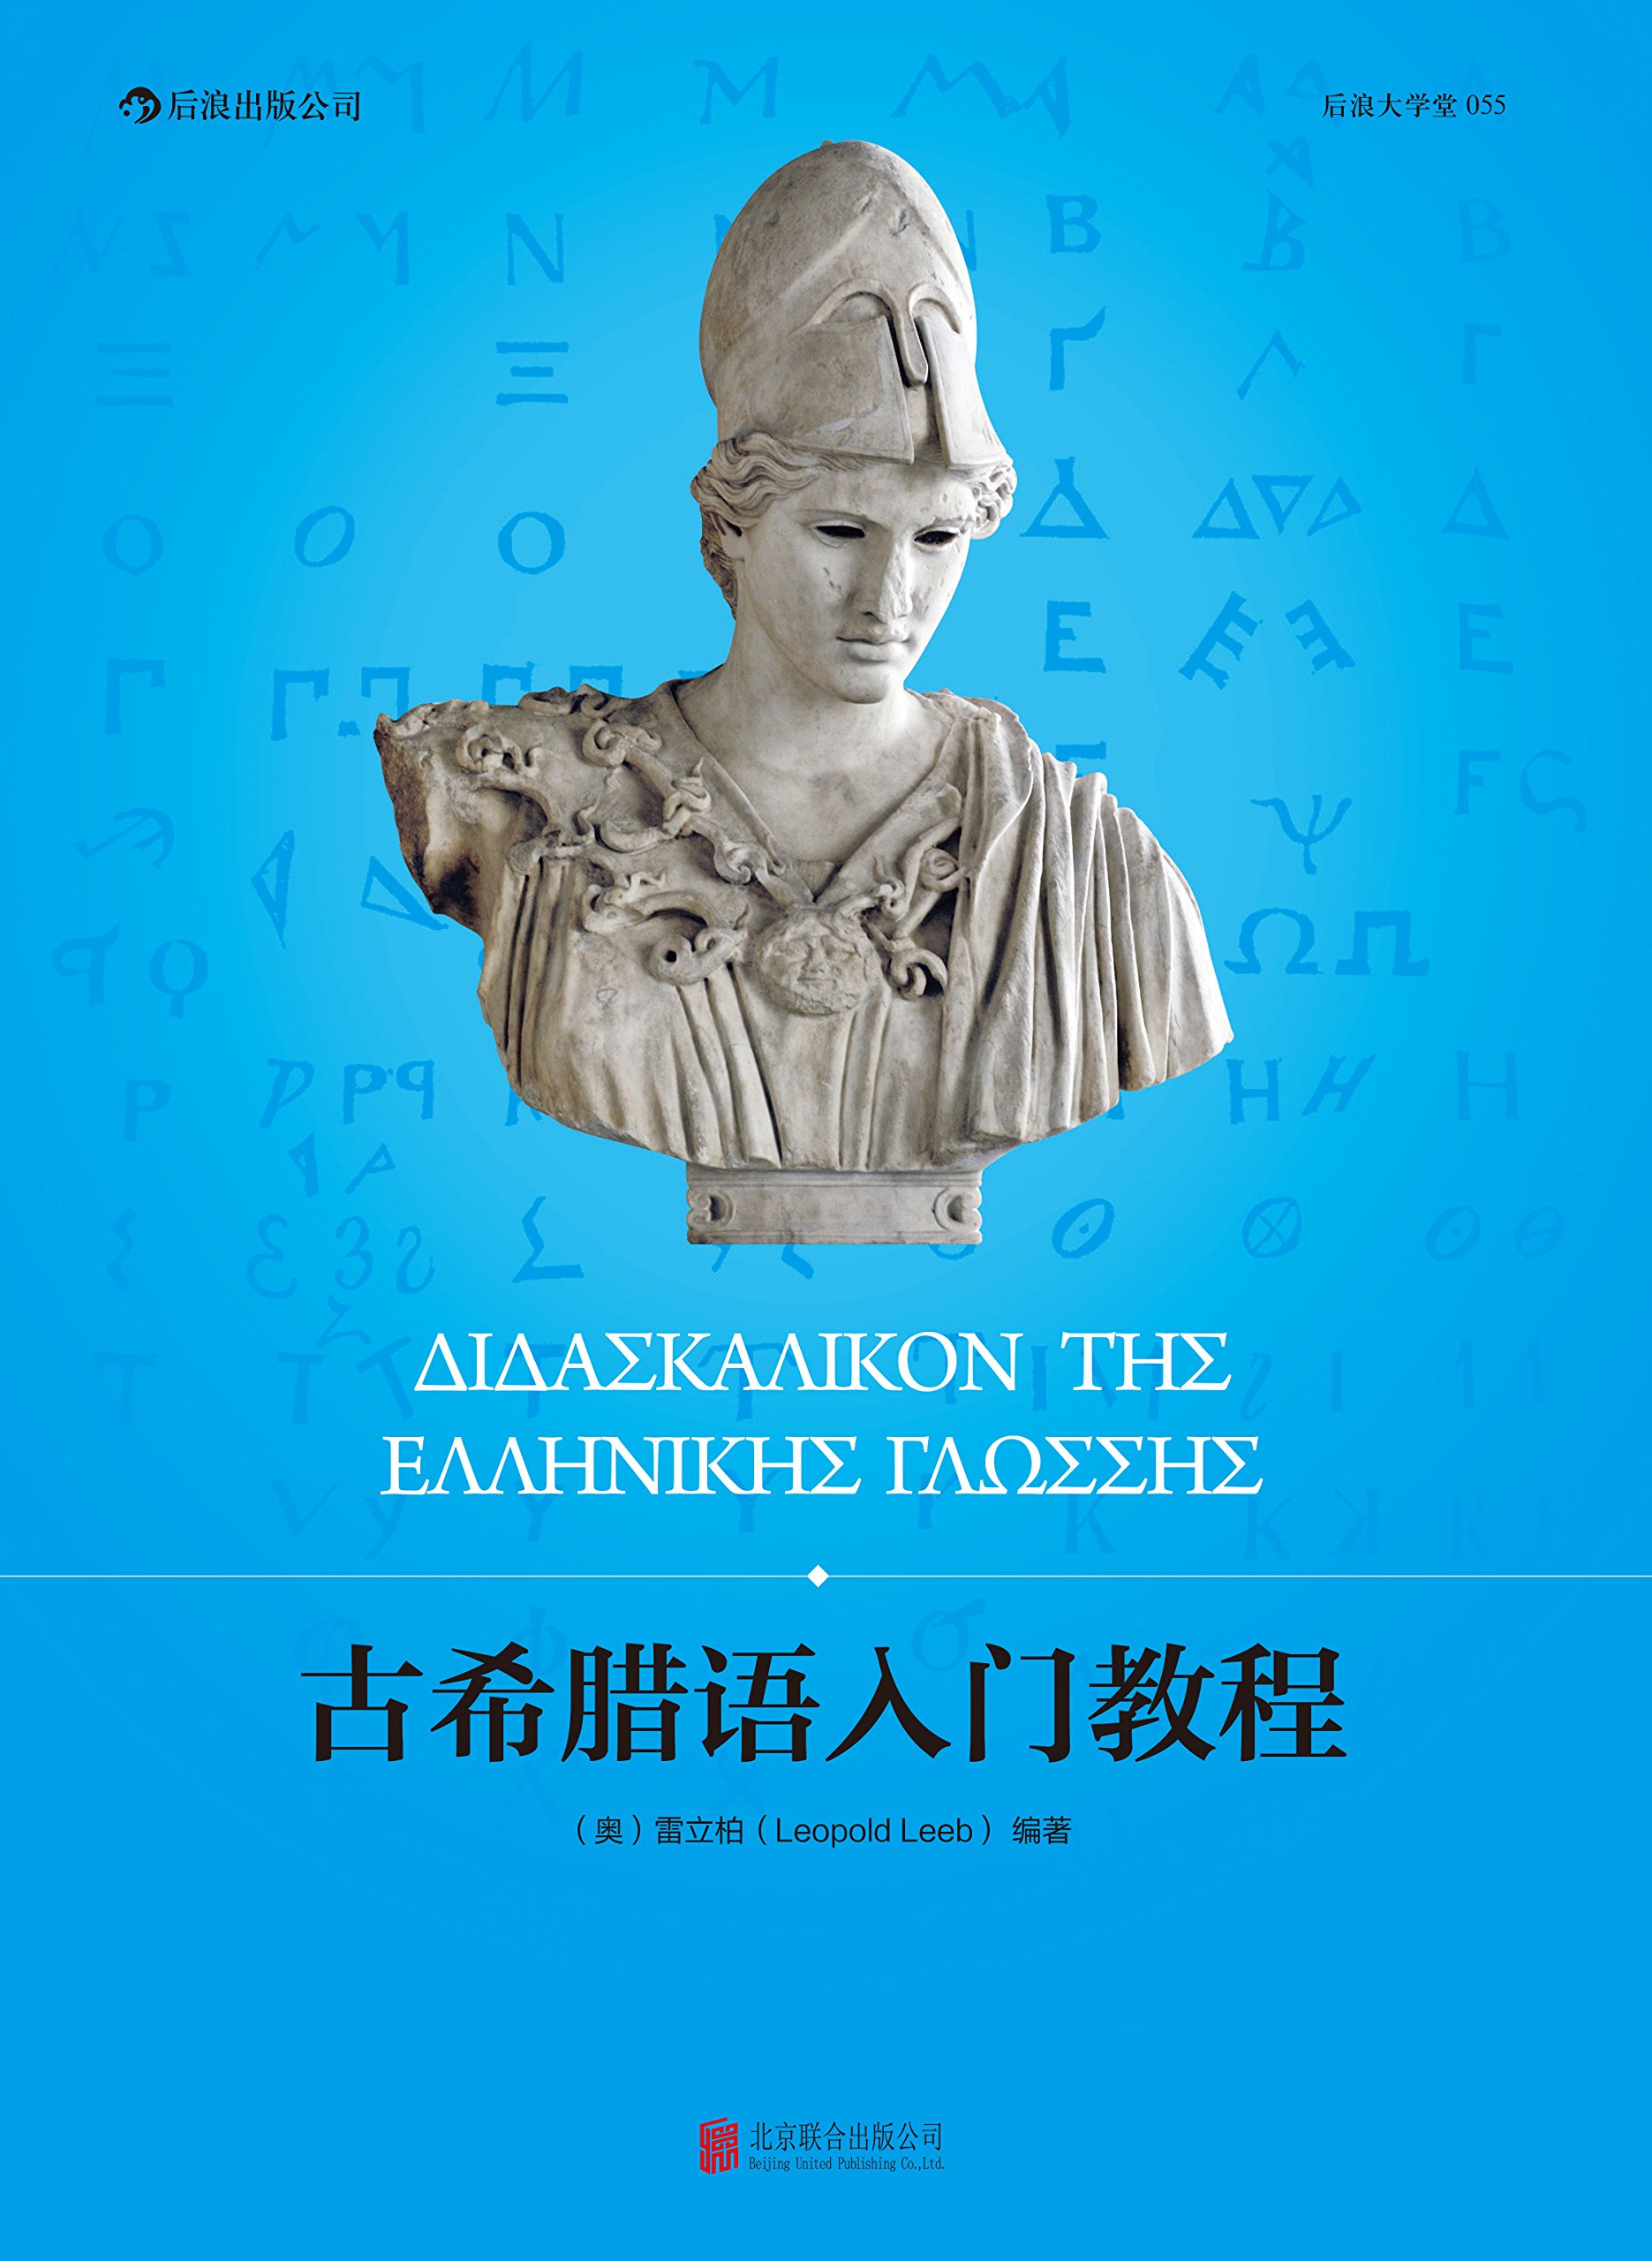 后浪出版公司
后浪大学堂 055
ΔΙΔΑΣΚΑΛΙΚΟΝ ΤΗΣ
ΕΛΛΗΝΙΚΗΣ ΓΛΩΣΣΗΣ
古希腊语入门教程
（奥）雷立柏（Leopold Leeb） 编著
北京联合出版公司
Beijing United Publishing Co.,Ltd.